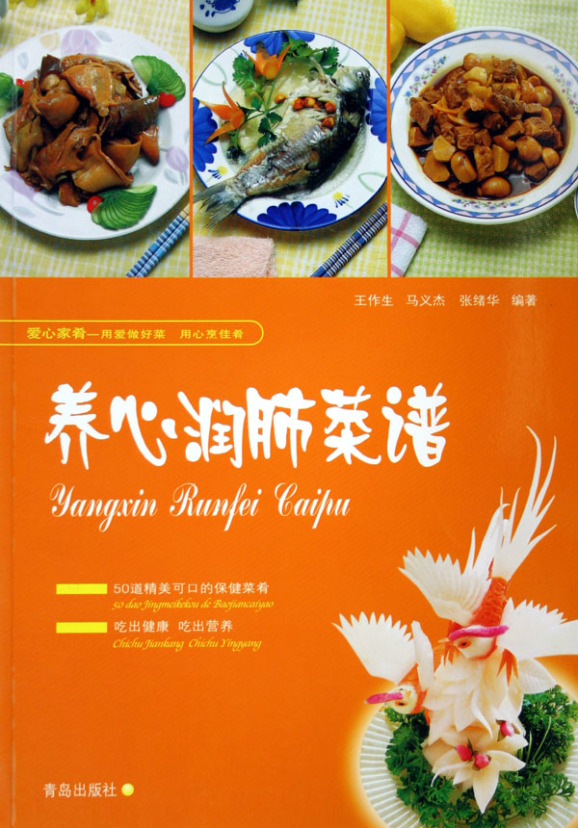 王作生 马义杰 张绪华 编著
爱心家肴—用爱做好菜 用心烹佳肴
养心润肺菜谱
Yangxin Runfei Caipu
50道精美可口的保健菜肴
50 dao Jingmeikekou de Baojiancaiyao
吃出健康 吃出营养
Chichu Jiankang Chichu Yingyang
青岛出版社